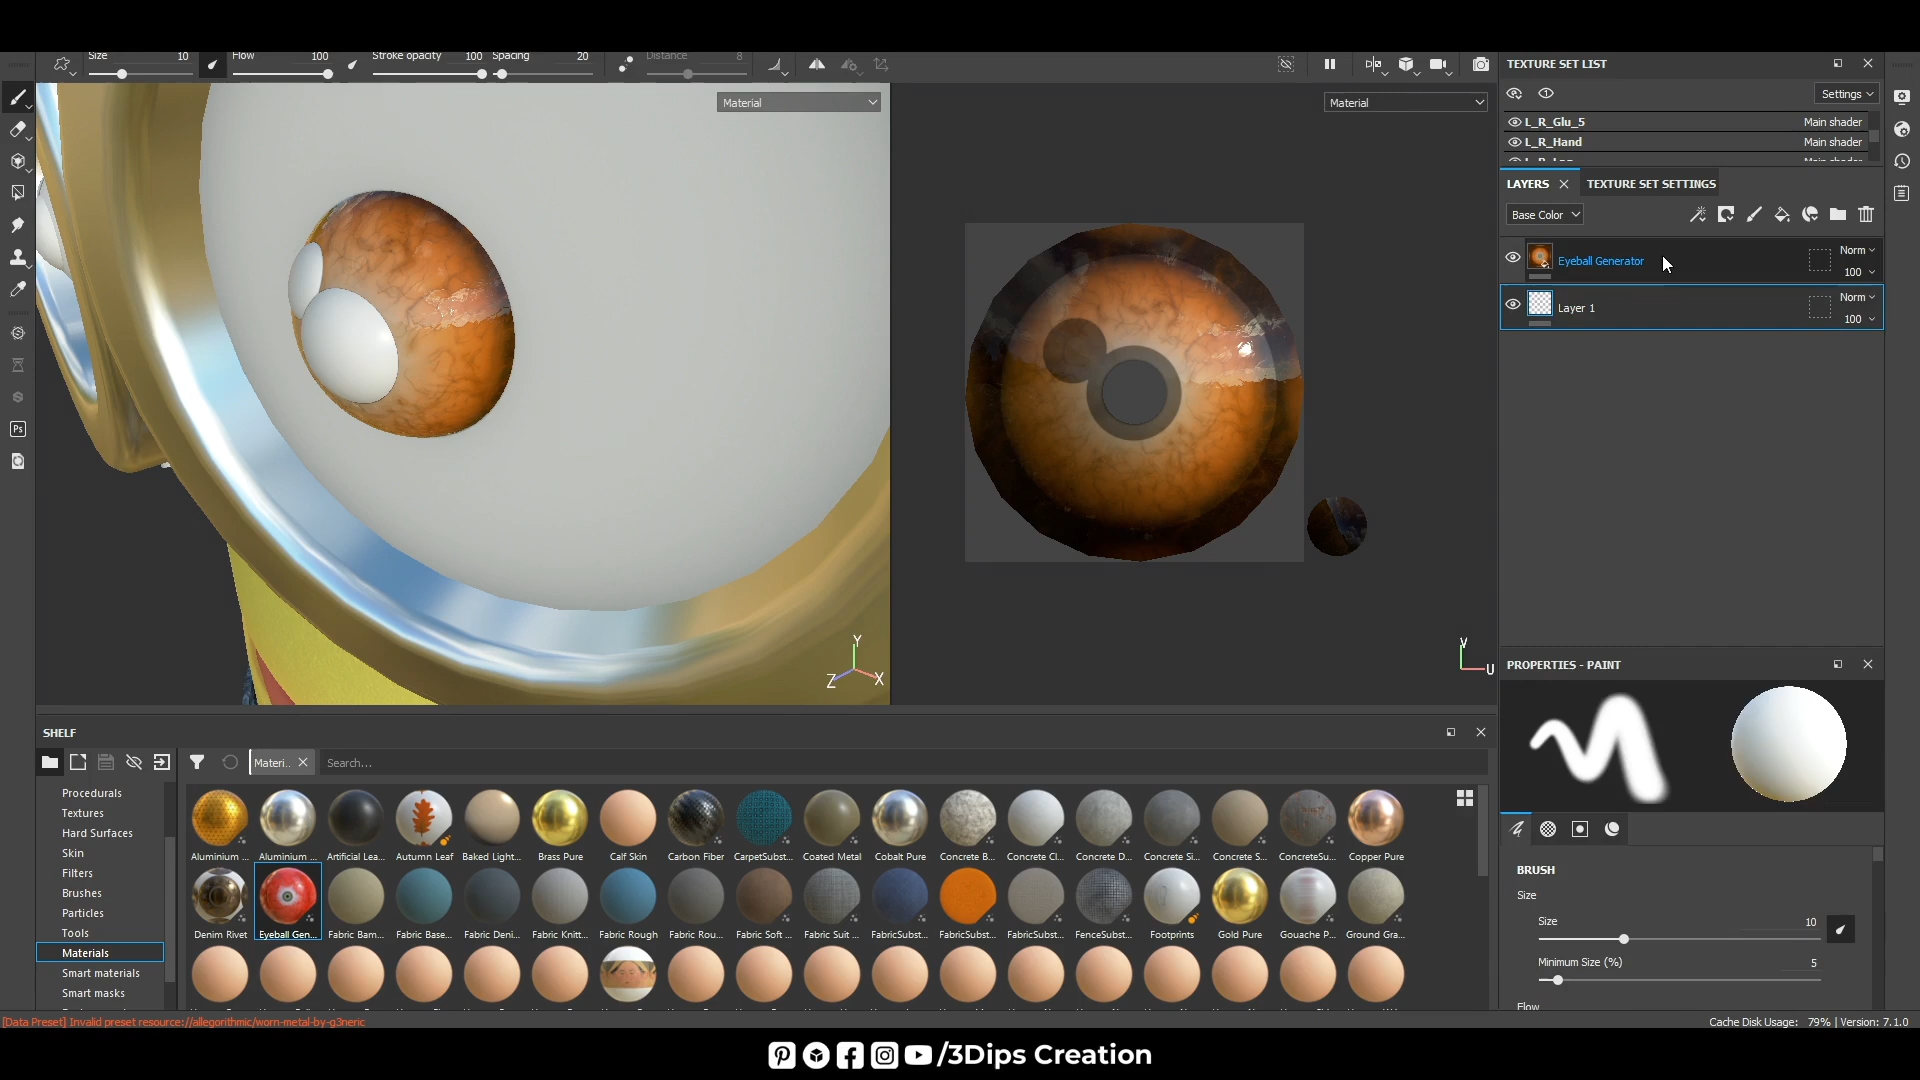 Size 10 Flow 100 Stroke opacity 100 Spacing 20 Distance 8
Material
Material
TEXTURE SET LIST
Settings
L_R_Glu_5 Main shader
L_R_Hand Main shader
LAYERS TEXTURE SET SETTINGS
Base Color
Eyeball Generator Norm 100
Layer 1 Norm 100
Y
Z X
V
U
PROPERTIES - PAINT
BRUSH
Size
Size 10
Minimum Size (%) 5
Flow
Ps
SHELF
Materi.. Search...
Procedurals
Textures
Hard Surfaces
Skin
Filters
Brushes
Particles
Tools
Materials
Smart materials
Smart masks
Aluminium ... Aluminium ... Artificial Lea... Autumn Leaf Baked Light... Brass Pure Calf Skin Carbon Fiber CarpetSubst... Coated Metal Cobalt Pure Concrete B... Concrete Cl... Concrete D... Concrete Si... Concrete S... ConcreteSu... Copper Pure
Denim Rivet Eyeball Gen... Fabric Bam... Fabric Base... Fabric Deni... Fabric Knitt... Fabric Rough Fabric Rou... Fabric Soft ... Fabric Suit ... FabricSubst... FabricSubst... FabricSubst... FenceSubst... Footprints Gold Pure Gouache P... Ground Gra...
[Data Preset] Invalid preset resource://allegorithmic/worn-metal-by-g3neric
Cache Disk Usage: 79% | Version: 7.1.0
/3Dips Creation